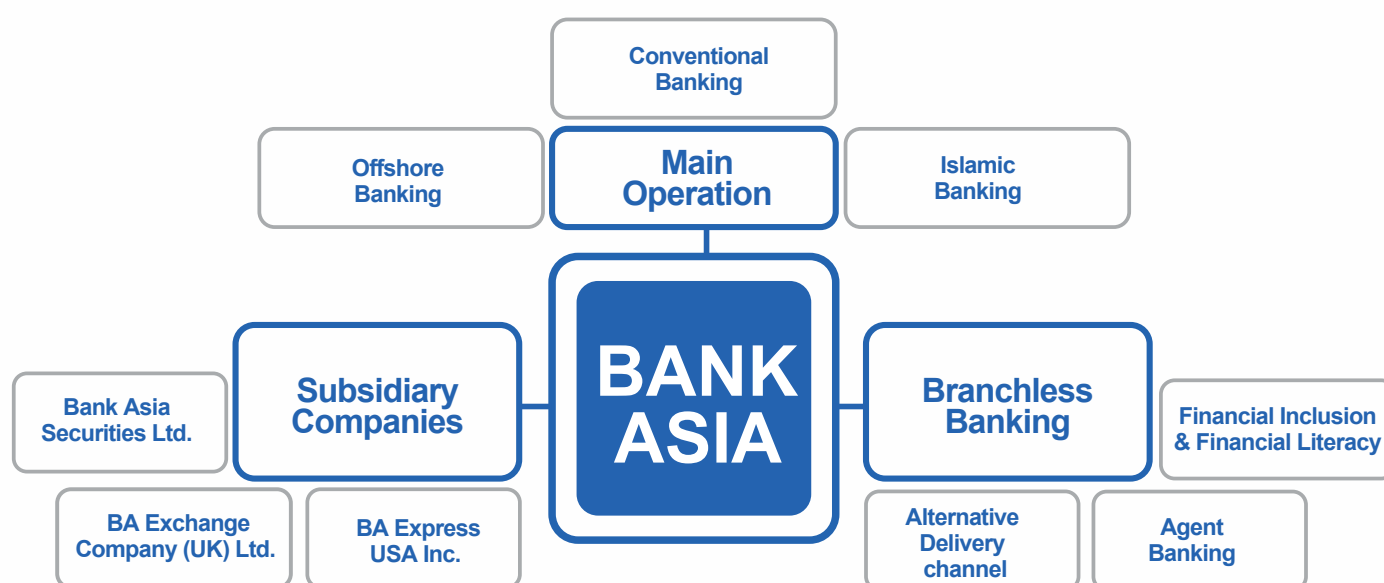 Conventional
Banking
Offshore
Banking
Main
Operation
Islamic
Banking
BANK
ASIA
Subsidiary
Companies
Branchless
Banking
Bank Asia
Securities Ltd.
Financial Inclusion
& Financial Literacy
BA Exchange
Company (UK) Ltd.
BA Express
USA Inc.
Alternative
Delivery
channel
Agent
Banking